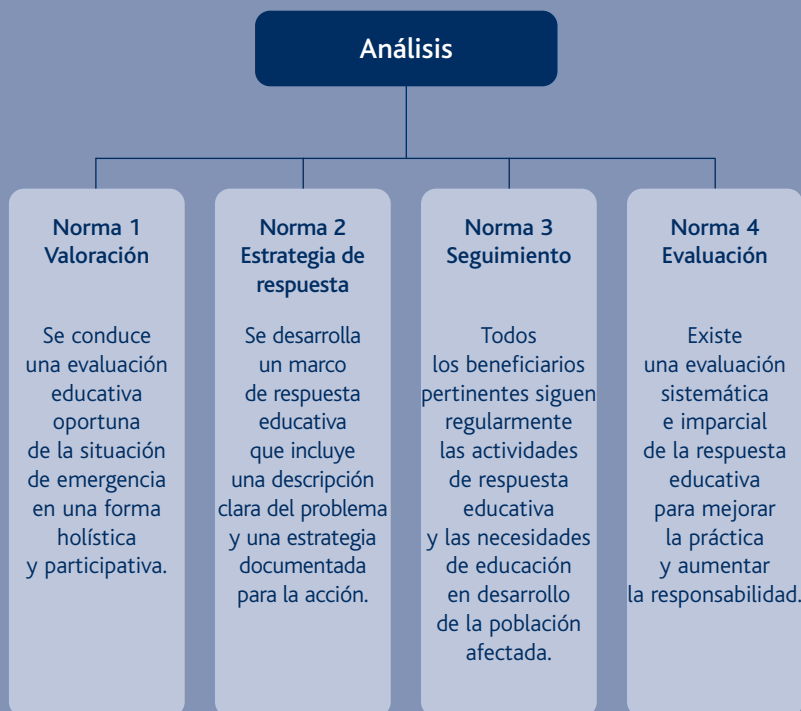 Análisis
Norma 1
Valoración
Se conduce
una evaluación
educativa
oportuna
de la situación
de emergencia
en una forma
holística
y participativa.
Norma 2
Estrategia de
respuesta
Se desarrolla
un marco
de respuesta
educativa
que incluye
una descripción
clara del problema
y una estrategia
documentada
para la acción.
Norma 3
Seguimiento
Todos
los beneficiarios
pertinentes siguen
regularmente
las actividades
de respuesta
educativa
y las necesidades
de educación
en desarrollo
de la población
afectada.
Norma 4
Evaluación
Existe
una evaluación
sistemática
e imparcial
de la respuesta
educativa
para mejorar
la práctica
y aumentar
la responsabilidad.